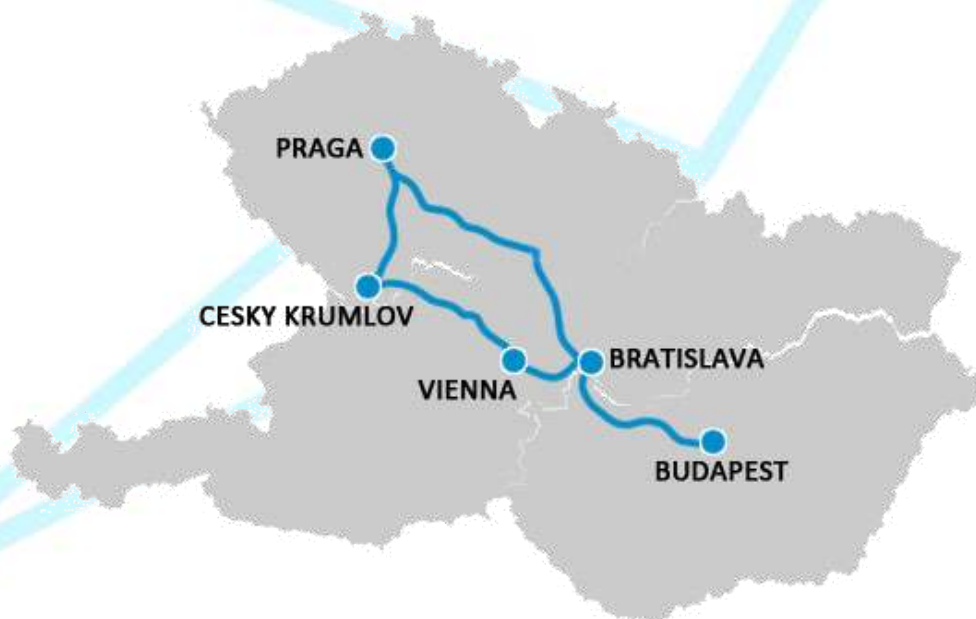 PRAGA
CESKY KRUMLOV
VIENNA
BRATISLAVA
BUDAPEST